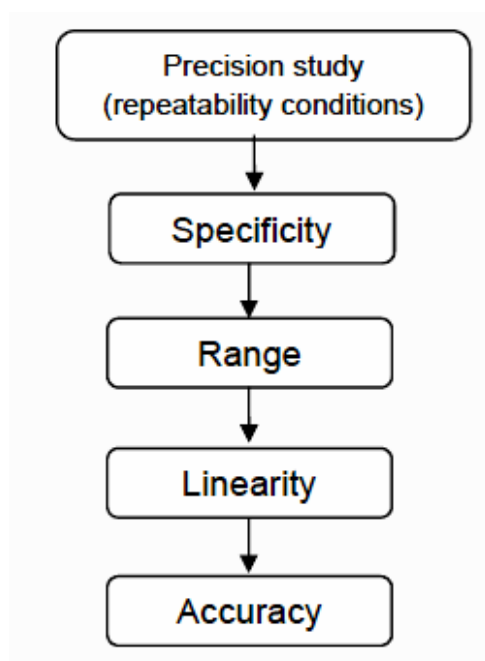 Precision study
(repeatability conditions)
Specificity
Range
Linearity
Accuracy